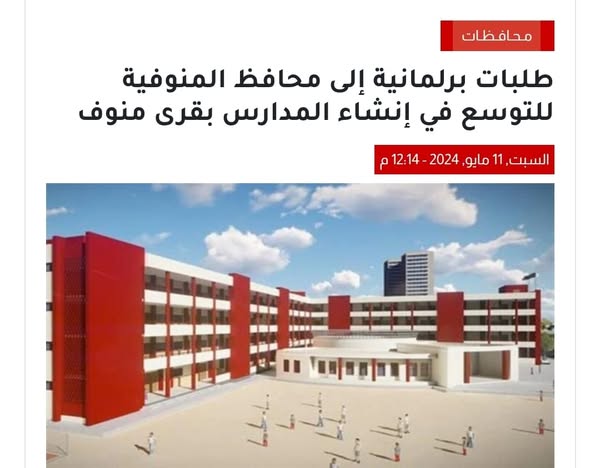 محافظات
طلبات برلمانية إلى محافظ المنوفية
للتوسع في إنشاء المدارس بقرى منوف
السبت, 11 مايو, 2024 - 12:14 م